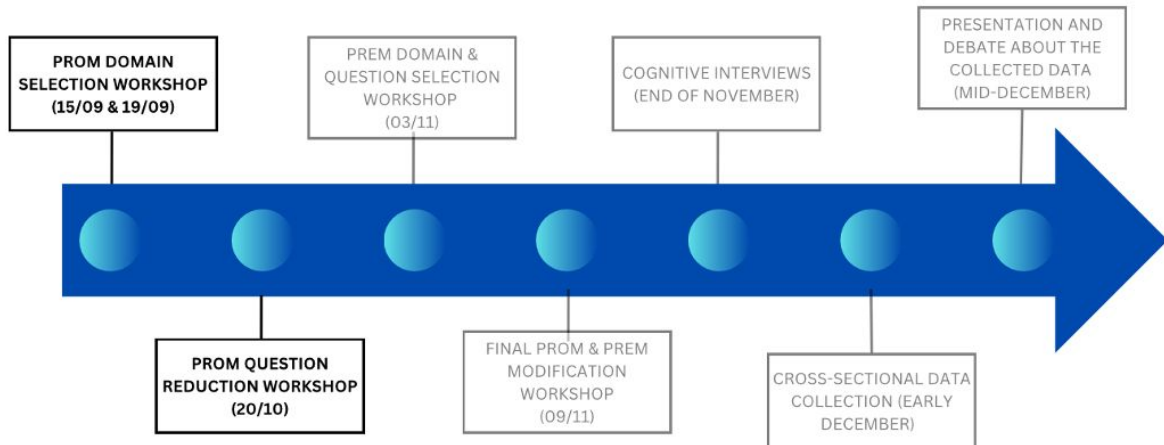 PROM DOMAIN
SELECTION WORKSHOP
(15/09 & 19/09)
PROM QUESTION
REDUCTION WORKSHOP
(20/10)
PREM DOMAIN &
QUESTION SELECTION
WORKSHOP
(03/11)
FINAL PROM & PREM
MODIFICATION
WORKSHOP
(09/11)
COGNITIVE INTERVIEWS
(END OF NOVEMBER)
CROSS-SECTIONAL DATA
COLLECTION (EARLY
DECEMBER)
PRESENTATION AND
DEBATE ABOUT THE
COLLECTED DATA
(MID-DECEMBER)